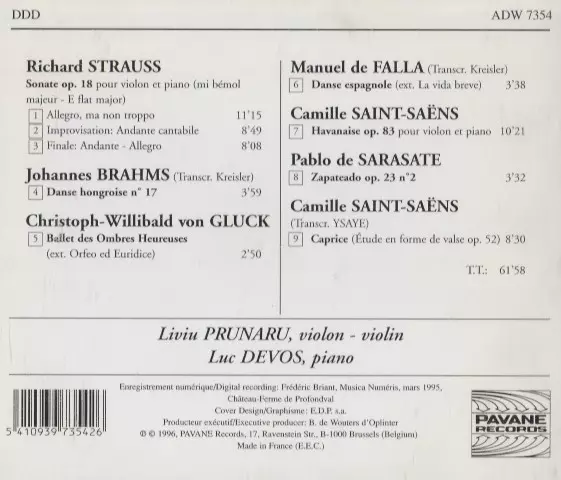 DDD
ADW 7354
Richard STRAUSS
Sonate op. 18 pour violon et piano (mi bémol
majeur - E flat major)
1 Allegro, ma non troppo 11'15
2 Improvisation: Andante cantabile 8'49
3 Finale: Andante - Allegro 8'08
Johannes BRAHMS (Transcr. Kreisler)
4 Danse hongroise n° 17 3'59
Christoph-Willibald von GLUCK
5 Ballet des Ombres Heureuses
(ext. Orfeo ed Euridice) 2'50
Manuel de FALLA (Transcr. Kreisler)
6 Danse espagnole (ext. La vida breve) 3'38
Camille SAINT-SAËNS
7 Havanaise op. 83 pour violon et piano 10'21
Pablo de SARASATE
8 Zapateado op. 23 n°2 3'32
Camille SAINT-SAËNS
(Transcr. YSAYE)
9 Caprice (Étude en forme de valse op. 52) 8'30
T.T.: 61'58
Liviu PRUNARU, violon - violin
Luc DEVOS, piano
Enregistrement numérique/Digital recording: Frédéric Briant, Musica Numéris, mars 1995,
Château-Ferme de Profondval
Cover Design/Graphisme: E.D.P. s.a.
Producteur exécutif/Executive producer: B. de Wouters d'Oplinter
℗ © 1996, PAVANE Records, 17, Ravenstein Str., B-1000 Brussels (Belgium)
Made in France (E.E.C.)
5 410939 735426
PAVANE
RECORDS